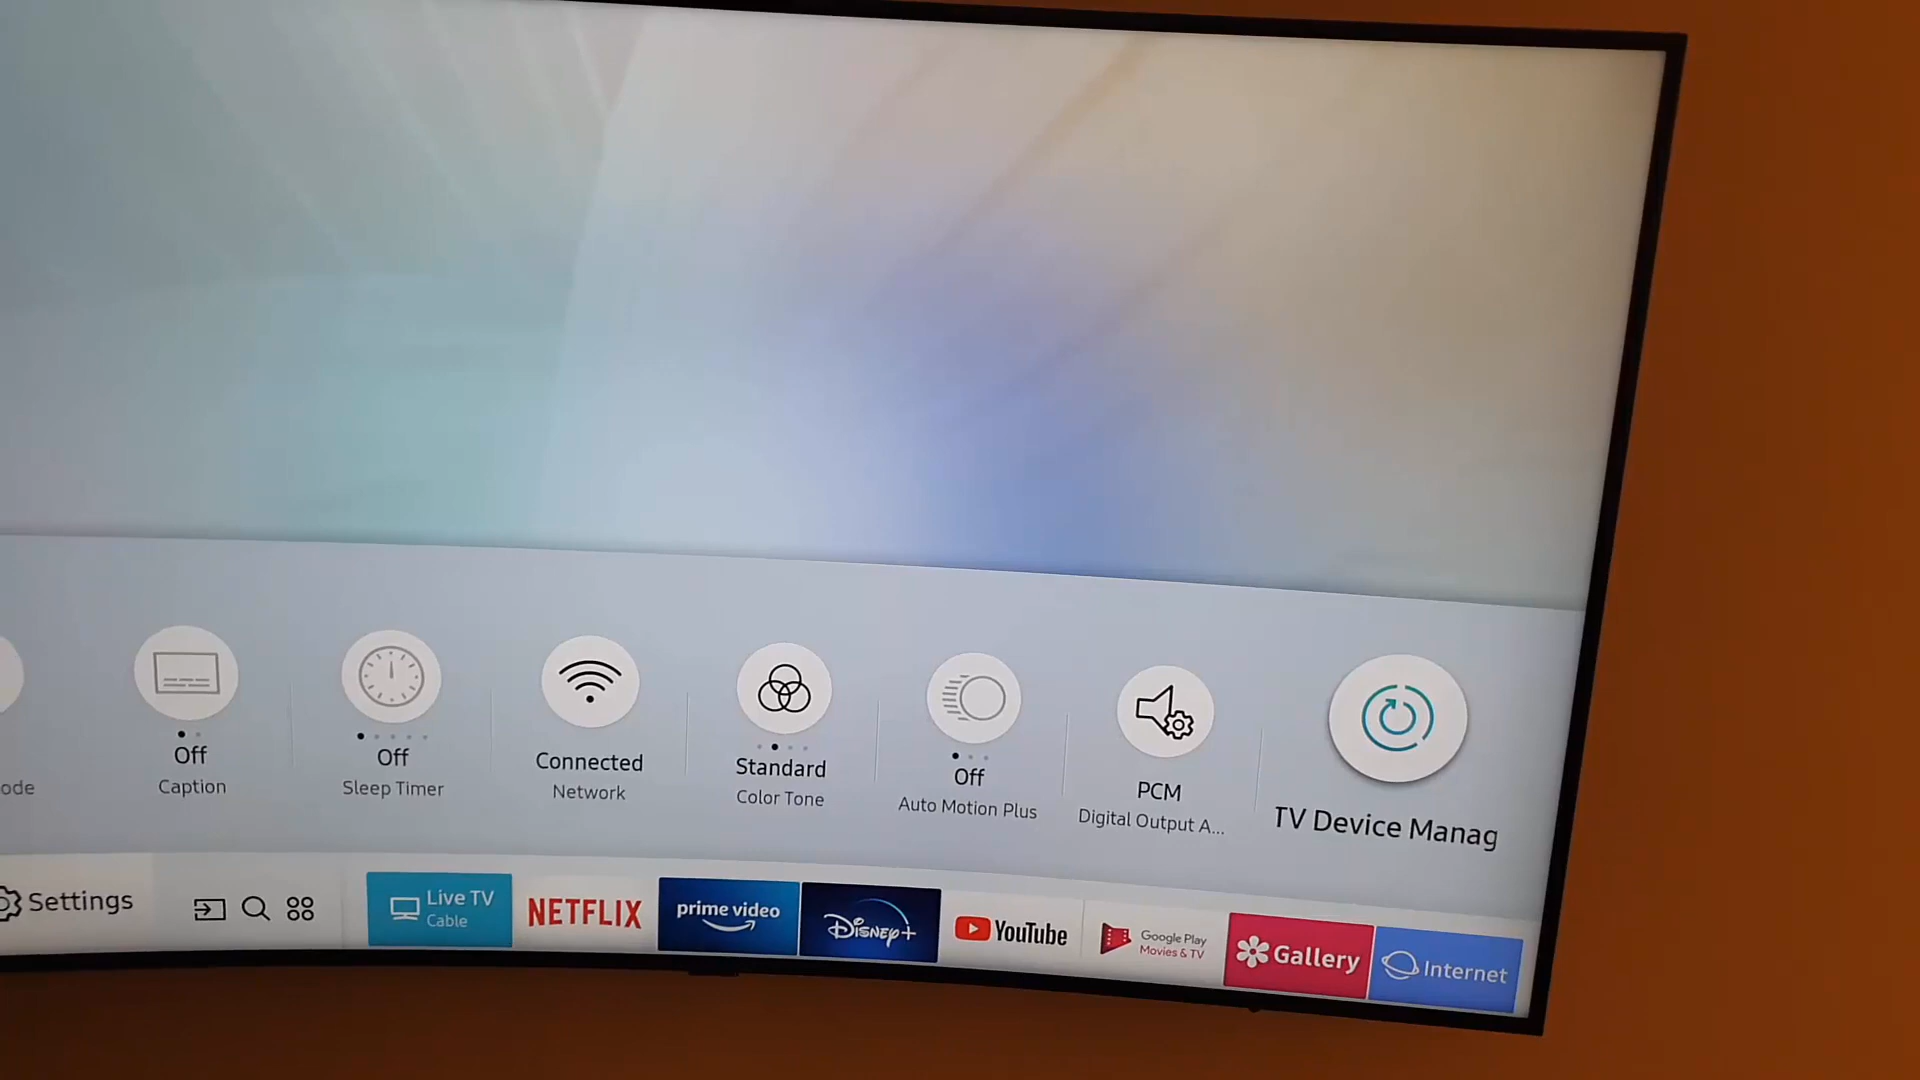 ode
Off
Caption
Off
Sleep Timer
Connected
Network
Standard
Color Tone
Off
Auto Motion Plus
PCM
Digital Output A...
TV Device Manag
Settings
Live TV
Cable
NETFLIX
prime video
Disney+
YouTube
Google Play
Movies & TV
Gallery
Internet